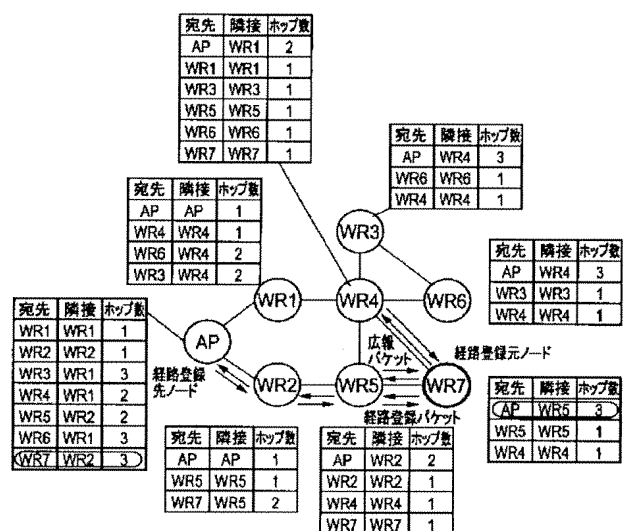 宛先 隣接 ホップ数
AP WR1 2
WR1 WR1 1
WR3 WR3 1
WR5 WR5 1
WR6 WR6 1
WR7 WR7 1
宛先 隣接 ホップ数
AP WR4 3
WR6 WR6 1
WR4 WR4 1
宛先 隣接 ホップ数
AP AP 1
WR4 WR4 1
WR6 WR4 2
WR3 WR4 2
WR3
宛先 隣接 ホップ数
AP WR4 3
WR3 WR3 1
WR4 WR4 1
WR1
WR4
WR6
宛先 隣接 ホップ数
WR1 WR1 1
WR2 WR2 1
WR3 WR1 3
WR4 WR1 2
WR5 WR2 2
WR6 WR1 3
WR7 WR2 3
AP
広報
パケット
経路登録元ノード
経路登録
先ノード
WR2
WR5
WR7
経路登録パケット
宛先 隣接 ホップ数
AP WR5 3
WR5 WR5 1
WR4 WR4 1
宛先 隣接 ホップ数
AP AP 1
WR5 WR5 1
WR7 WR5 2
宛先 隣接 ホップ数
AP WR2 2
WR2 WR2 1
WR4 WR4 1
WR7 WR7 1